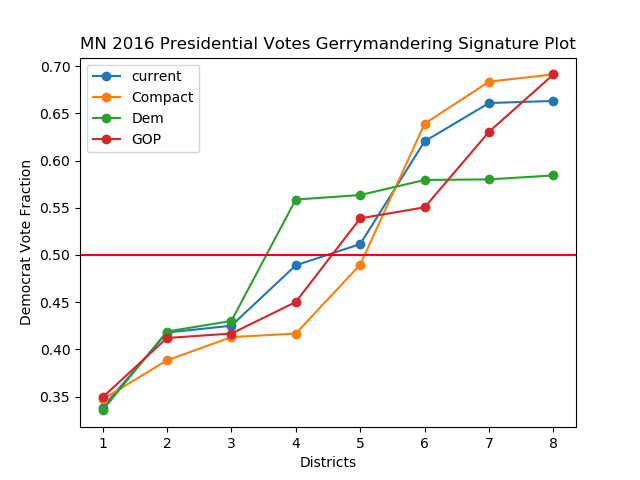 MN 2016 Presidential Votes Gerrymandering Signature Plot
current
Compact
Dem
GOP
Democrat Vote Fraction
0.70
0.65
0.60
0.55
0.50
0.45
0.40
0.35
1 2 3 4 5 6 7 8
Districts